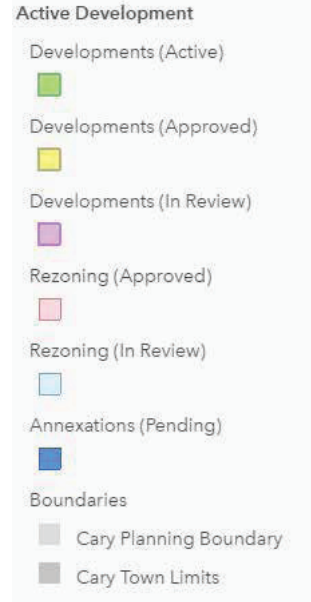 Active Development
Developments (Active)
Developments (Approved)
Developments (In Review)
Rezoning (Approved)
Rezoning (In Review)
Annexations (Pending)
Boundaries
Cary Planning Boundary
Cary Town Limits